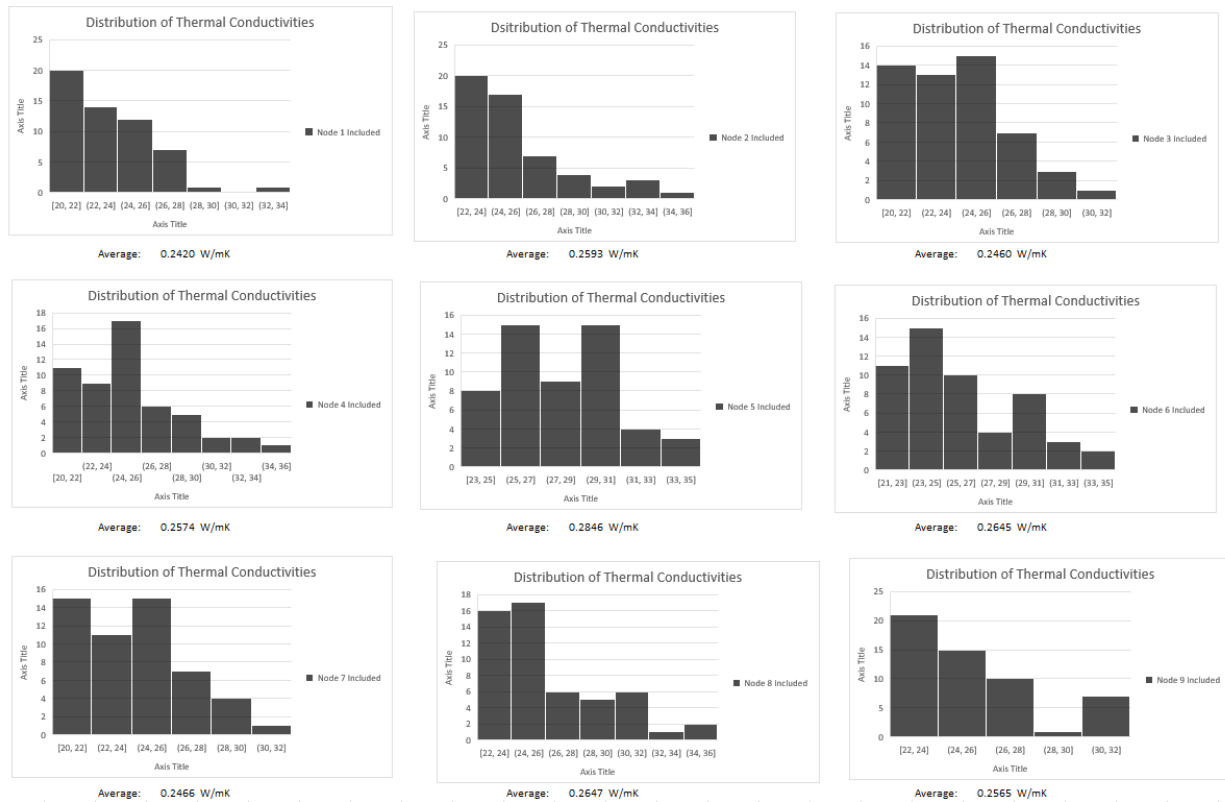 Distribution of Thermal Conductivities
25
20
15
10
5
0
Axis Title
[20, 22] (22, 24] (24, 26] (26, 28] (28, 30] (30, 32] (32, 34]
Axis Title
Node 1 Included
Average: 0.2420 W/mK
Dsitribution of Thermal Conductivities
25
20
15
10
5
0
Axis Title
[22, 24] (24, 26] (26, 28] (28, 30] (30, 32] (32, 34] (34, 36]
Axis Title
Node 2 Included
Average: 0.2593 W/mK
Distribution of Thermal Conductivities
16
14
12
10
8
6
4
2
0
Axis Title
[20, 22] (22, 24] (24, 26] (26, 28] (28, 30] (30, 32]
Axis Title
Node 3 Included
Average: 0.2460 W/mK
Distribution of Thermal Conductivities
18
16
14
12
10
8
6
4
2
0
Axis Title
(22, 24] (26, 28] (30, 32] (34, 36]
[20, 22] (24, 26] (28, 30] (32, 34]
Axis Title
Node 4 Included
Average: 0.2574 W/mK
Distribution of Thermal Conductivities
16
14
12
10
8
6
4
2
0
Axis Title
[23, 25] (25, 27] (27, 29] (29, 31] (31, 33] (33, 35]
Axis Title
Node 5 Included
Average: 0.2846 W/mK
Distribution of Thermal Conductivities
16
14
12
10
8
6
4
2
0
Axis Title
[21, 23] (23, 25] (25, 27] (27, 29] (29, 31] (31, 33] (33, 35]
Axis Title
Node 6 Included
Average: 0.2645 W/mK
Distribution of Thermal Conductivities
16
14
12
10
8
6
4
2
0
Axis Title
[20, 22] (22, 24] (24, 26] (26, 28] (28, 30] (30, 32]
Axis Title
Node 7 Included
Average: 0.2466 W/mK
Distribution of Thermal Conductivities
18
16
14
12
10
8
6
4
2
0
Axis Title
[22, 24] (24, 26] (26, 28] (28, 30] (30, 32] (32, 34] (34, 36]
Axis Title
Node 8 Included
Average: 0.2647 W/mK
Distribution of Thermal Conductivities
25
20
15
10
5
0
Axis Title
[22, 24] (24, 26] (26, 28] (28, 30] (30, 32]
Axis Title
Node 9 Included
Average: 0.2565 W/mK